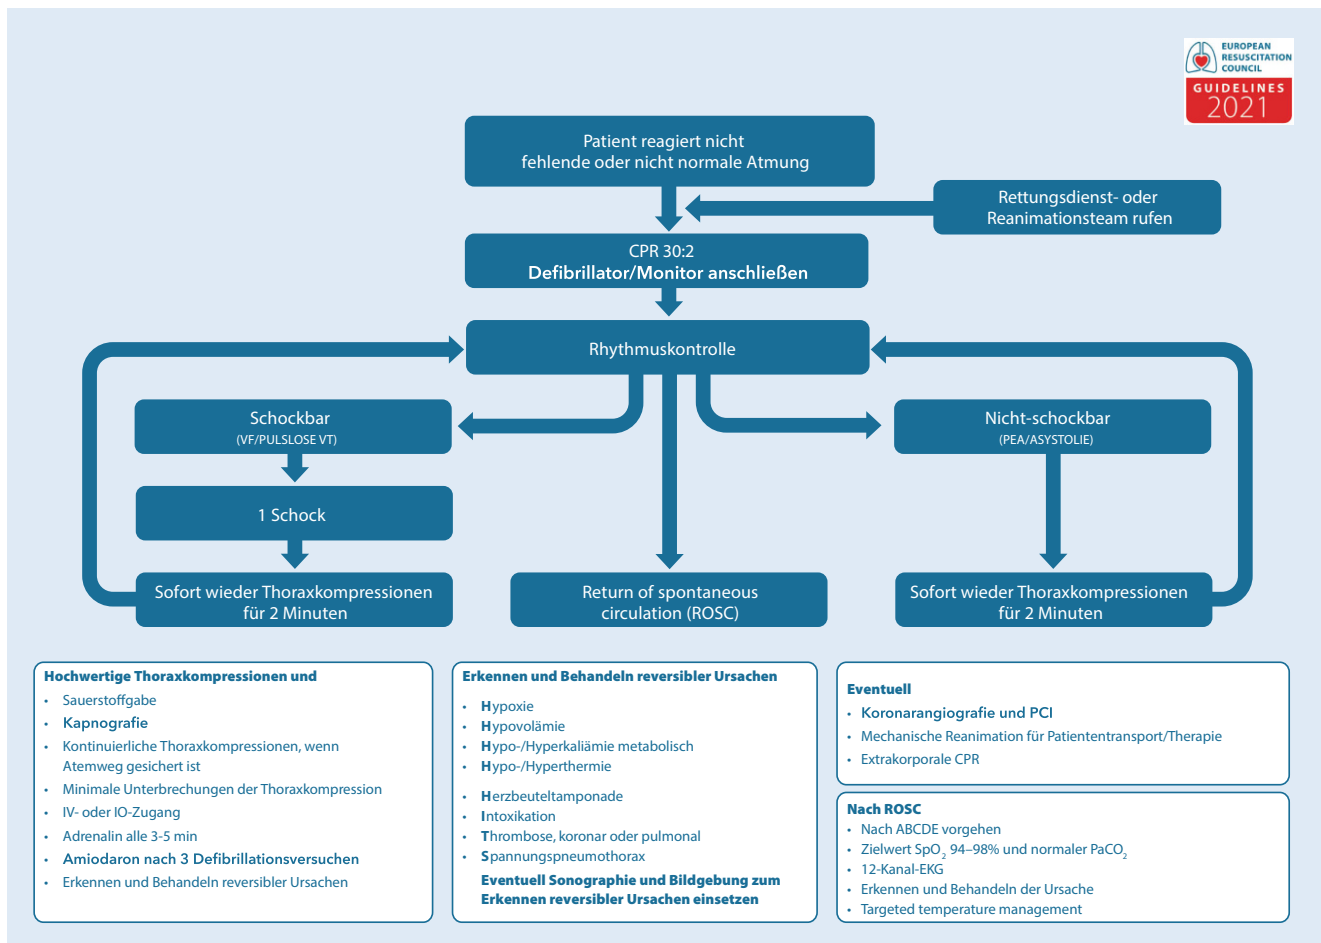 EUROPEAN
RESUSCITATION
COUNCIL
GUIDELINES
2021
Patient reagiert nicht
fehlende oder nicht normale Atmung
Rettungsdienst- oder
Reanimationsteam rufen
CPR 30:2
Defibrillator/Monitor anschließen
Rhythmuskontrolle
Schockbar
(VF/PULSLOSE VT)
Nicht-schockbar
(PEA/ASYSTOLIE)
1 Schock
Sofort wieder Thoraxkompressionen
für 2 Minuten
Return of spontaneous
circulation (ROSC)
Sofort wieder Thoraxkompressionen
für 2 Minuten
Hochwertige Thoraxkompressionen und
• Sauerstoffgabe
• Kapnografie
• Kontinuierliche Thoraxkompressionen, wenn
Atemweg gesichert ist
• Minimale Unterbrechungen der Thoraxkompression
• IV- oder IO-Zugang
• Adrenalin alle 3-5 min
• Amiodaron nach 3 Defibrillationsversuchen
• Erkennen und Behandeln reversibler Ursachen
Erkennen und Behandeln reversibler Ursachen
• Hypoxie
• Hypovolämie
• Hypo-/Hyperkaliämie metabolisch
• Hypo-/Hyperthermie
• Herzbeuteltamponade
• Intoxikation
• Thrombose, koronar oder pulmonal
• Spannungspneumothorax
Eventuell Sonographie und Bildgebung zum
Erkennen reversibler Ursachen einsetzen
Eventuell
• Koronarangiografie und PCI
• Mechanische Reanimation für Patiententransport/Therapie
• Extrakorporale CPR
Nach ROSC
• Nach ABCDE vorgehen
• Zielwert SpO₂ 94–98% und normaler PaCO₂
• 12-Kanal-EKG
• Erkennen und Behandeln der Ursache
• Targeted temperature management